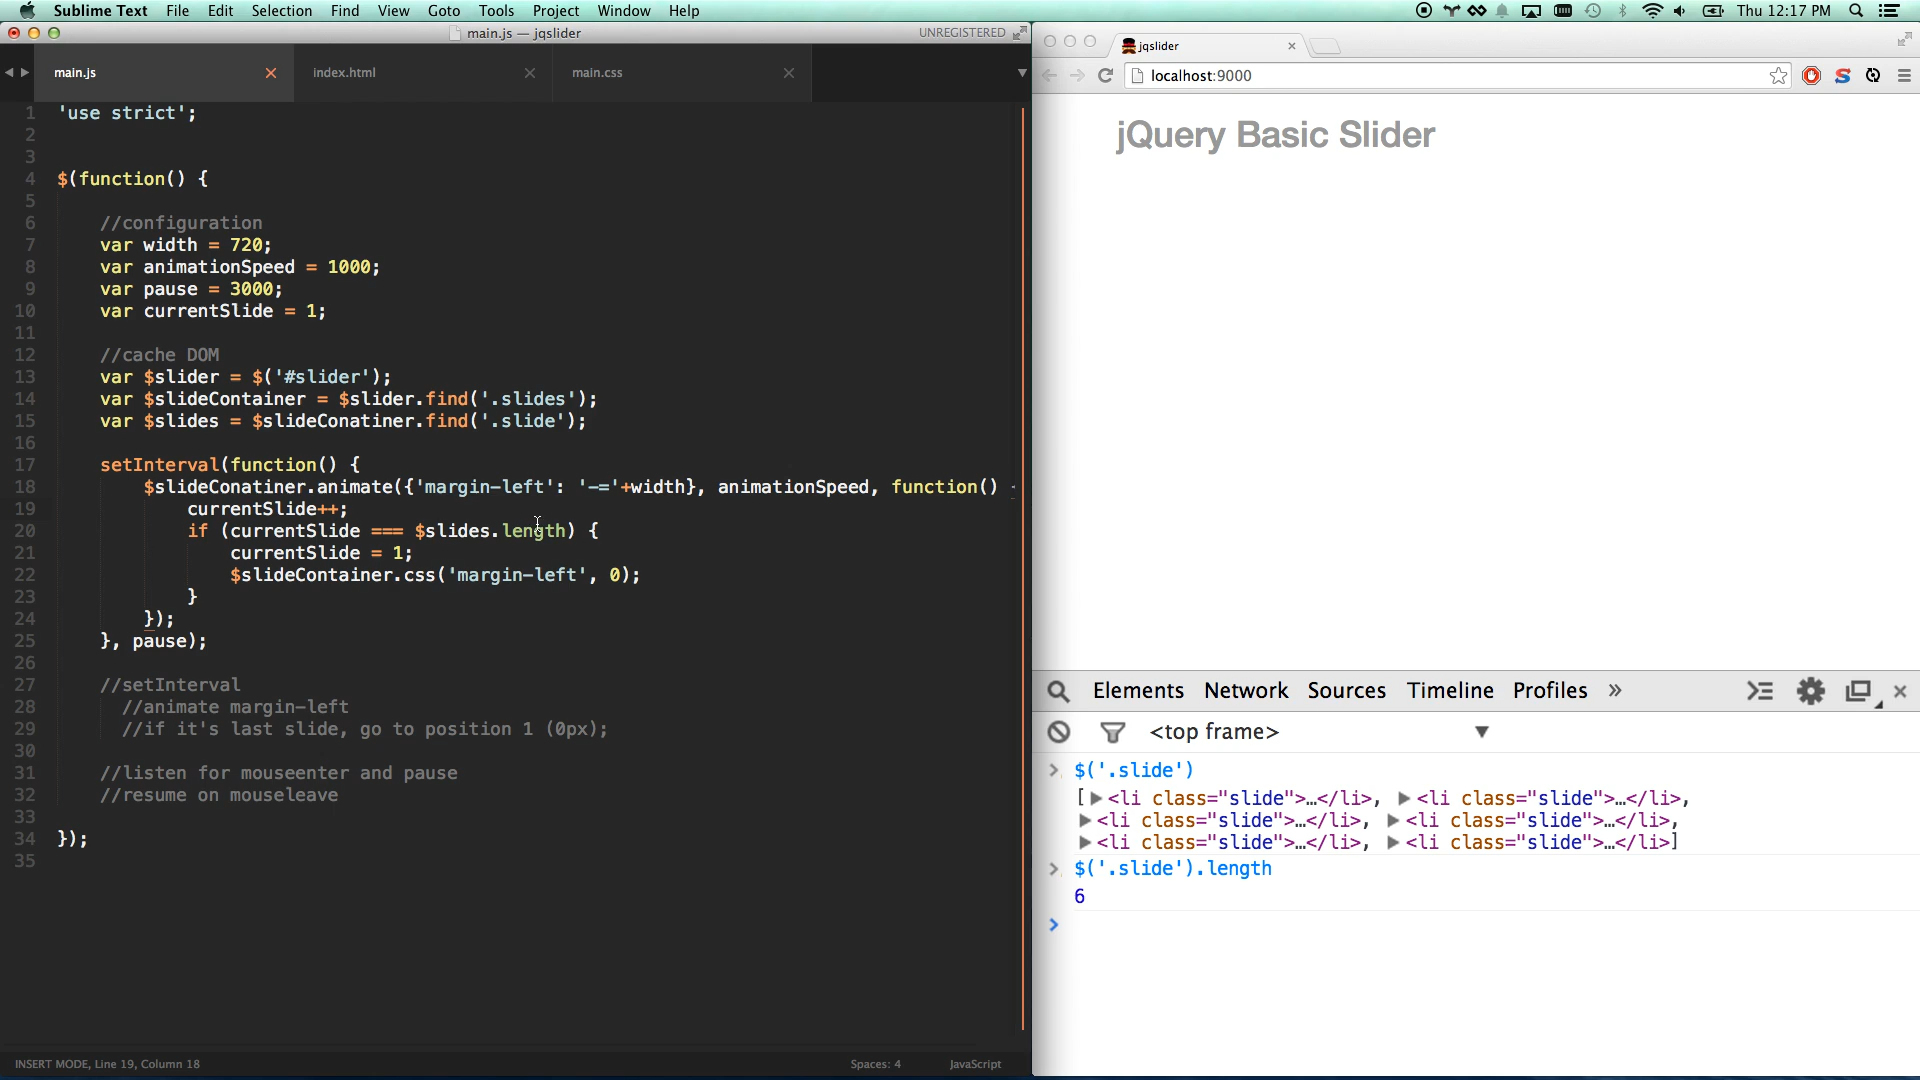 Sublime Text File Edit Selection Find View Goto Tools Project Window Help Thu 12:17 PM
main.js — jqslider UNREGISTERED
main.js index.html main.css
1 'use strict';
2
3
4 $(function() {
5
6 //configuration
7 var width = 720;
8 var animationSpeed = 1000;
9 var pause = 3000;
10 var currentSlide = 1;
11
12 //cache DOM
13 var $slider = $('#slider');
14 var $slideContainer = $slider.find('.slides');
15 var $slides = $slideConatiner.find('.slide');
16
17 setInterval(function() {
18 $slideConatiner.animate({'margin-left': '-='+width}, animationSpeed, function()
19 currentSlide++;
20 if (currentSlide === $slides.length) {
21 currentSlide = 1;
22 $slideContainer.css('margin-left', 0);
23 }
24 });
25 }, pause);
26
27 //setInterval
28 //animate margin-left
29 //if it's last slide, go to position 1 (0px);
30
31 //listen for mouseenter and pause
32 //resume on mouseleave
33
34 });
35
INSERT MODE, Line 19, Column 18 Spaces: 4 JavaScript
jqslider
localhost:9000
jQuery Basic Slider
Elements Network Sources Timeline Profiles »
<top frame>
> $('.slide')
[▶<li class="slide">…</li>, ▶<li class="slide">…</li>,
▶<li class="slide">…</li>, ▶<li class="slide">…</li>,
▶<li class="slide">…</li>, ▶<li class="slide">…</li>]
> $('.slide').length
6
>